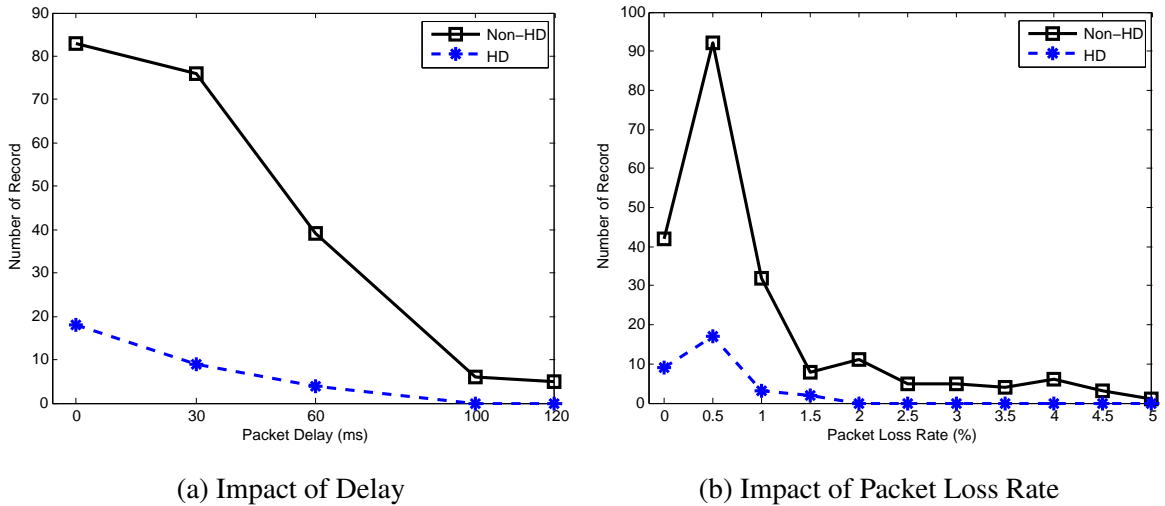 90
80
70
60
50
40
30
20
10
0
Number of Record
0 30 60 100 120
Packet Delay (ms)
Non-HD
HD
(a) Impact of Delay
100
90
80
70
60
50
40
30
20
10
0
Number of Record
0 0.5 1 1.5 2 2.5 3 3.5 4 4.5 5
Packet Loss Rate (%)
Non-HD
HD
(b) Impact of Packet Loss Rate